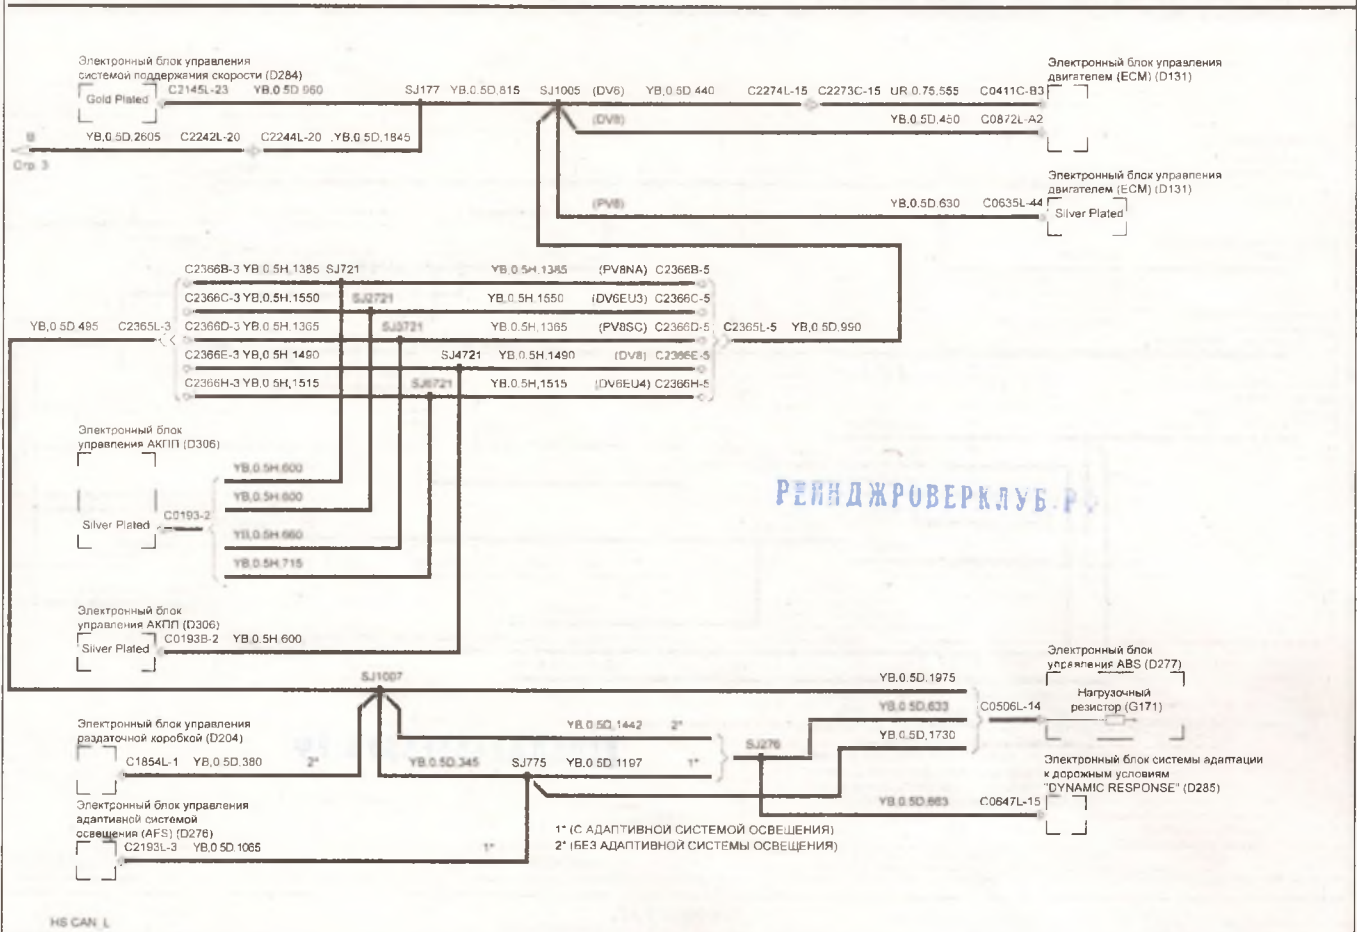 Электронный блок управления
системой поддержания скорости (D284)
Gold Plated
C2145L-23 YB,0 5D 960
SJ177 YB,0.5D,815 SJ1005 (DV6) YB,0,5D,440 C2274L-15 C2273C-15 UR 0.75,555 C0411C-B3
Электронный блок управления
двигателем (ECM) (D131)
(DV8) YB,0.5D,450 C0872L-A2
B YB,0.5D,2605 C2242L-20 C2244L-20 .YB,0 5D,1845
Стр. 3
Электронный блок управления
двигателем (ECM) (D131)
(PV8) YB,0.5D,630 C0635L-44
Silver Plated
C2366B-3 YB,0 5H,1385 SJ721 YB,0 5H,1385 (PV8NA) C2366B-5
C2366C-3 YB,0.5H,1550 SJ2721 YB,0.5H,1550 (DV6EU3) C2366C-5
YB,0 5D,495 C2365L-3 C2366D-3 YB,0.5H,1365 SJ3721 YB,0.5H,1365 (PV8SC) C2366D-5 C2365L-5 YB,0.5D,990
C2366E-3 YB,0.5H 1490 SJ4721 YB,0.5H,1490 (DV8) C2366E-5
C2366H-3 YB,0 5H,1515 YB.0.5H,1515 (DV6EU4) C2366H-5
Электронный блок
управления АКПП (D306)
YB,0.5H,600
YB,0,5H,600
Silver Plated C0193-2
YB,0.5H,660
YB,0.5H,715
РЕЙНДЖРОВЕРКЛУБ.РФ
Электронный блок
управления АКПП (D306)
Silver Plated
C0193B-2 YB,0.5H 600
SJ1007
YB.0.5D.1975
Электронный блок
управления ABS (D277)
YB,0 5D,633 C0506L-14
Нагрузочный
резистор (G171)
YB.0 5D,1442 2*
YB 0.5D,1730
Электронный блок управления
раздаточной коробкой (D204)
C1854L-1 YB,0,5D,380 2*
YB,0.5D,345 SJ775 YB,0.5D,1197 1*
SJ276
Электронный блок системы адаптации
к дорожным условиям
"DYNAMIC RESPONSE" (D285)
YB,0 5D,663 C0647L-15
Электронный блок управления
адаптивной системой
освещения (AFS) (D276)
C2193L-3 YB,0 5D,1065 1*
1* (С АДАПТИВНОЙ СИСТЕМОЙ ОСВЕЩЕНИЯ)
2* (БЕЗ АДАПТИВНОЙ СИСТЕМЫ ОСВЕЩЕНИЯ)
HS CAN_L